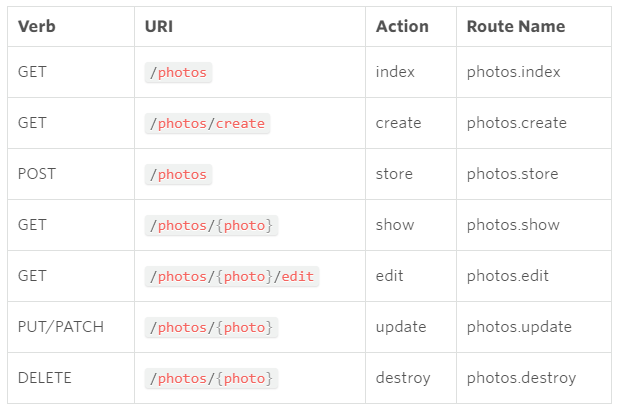 Verb URI Action Route Name
GET /photos index photos.index
GET /photos/create create photos.create
POST /photos store photos.store
GET /photos/{photo} show photos.show
GET /photos/{photo}/edit edit photos.edit
PUT/PATCH /photos/{photo} update photos.update
DELETE /photos/{photo} destroy photos.destroy